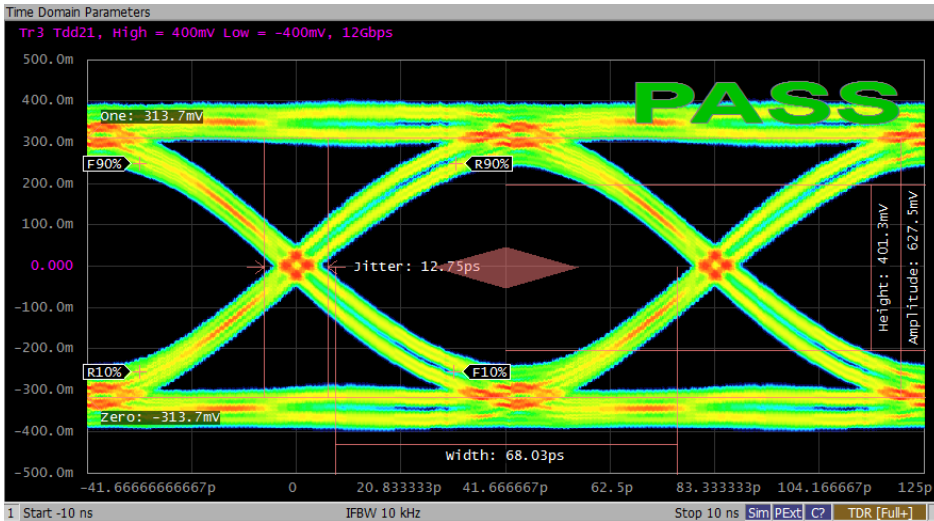 Time Domain Parameters
Tr3 Tdd21, High = 400mV Low = -400mV, 12Gbps
500.0m
400.0m
One: 313.7mV
PASS
300.0m
F90%
R90%
200.0m
100.0m
0.000
Jitter: 12.75ps
Height: 401.3mV
Amplitude: 627.5mV
-100.0m
-200.0m
R10%
F10%
-300.0m
Zero: -313.7mV
-400.0m
Width: 68.03ps
-500.0m
-41.66666666667p 0 20.833333p 41.666667p 62.5p 83.333333p 104.166667p 125p
1 Start -10 ns IFBW 10 kHz Stop 10 ns Sim PExt C? TDR [Full+]